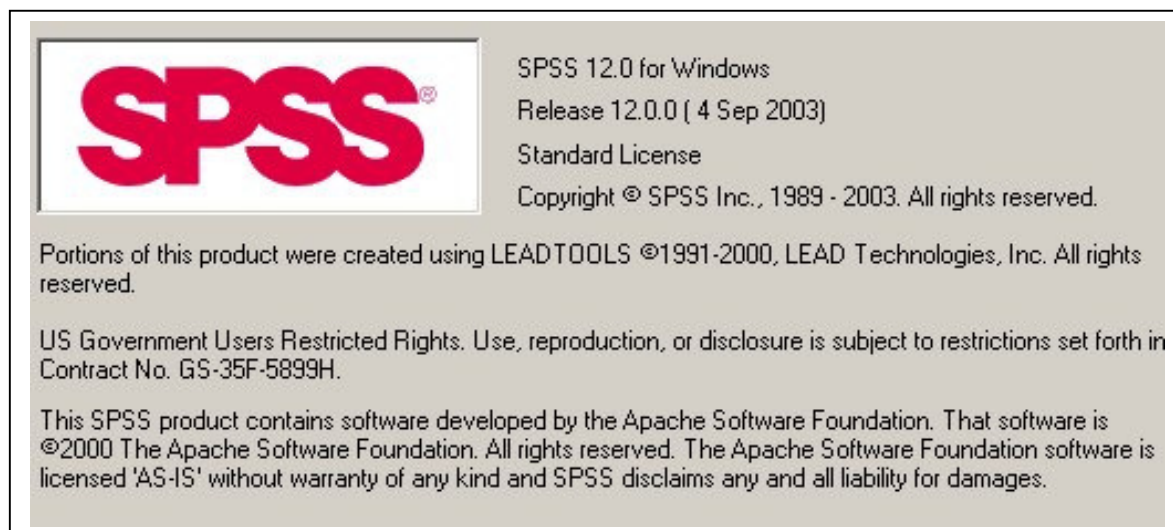 SPSS®
SPSS 12.0 for Windows
Release 12.0.0 ( 4 Sep 2003)
Standard License
Copyright © SPSS Inc., 1989 - 2003. All rights reserved.
Portions of this product were created using LEADTOOLS ©1991-2000, LEAD Technologies, Inc. All rights
reserved.
US Government Users Restricted Rights. Use, reproduction, or disclosure is subject to restrictions set forth in
Contract No. GS-35F-5899H.
This SPSS product contains software developed by the Apache Software Foundation. That software is
©2000 The Apache Software Foundation. All rights reserved. The Apache Software Foundation software is
licensed 'AS-IS' without warranty of any kind and SPSS disclaims any and all liability for damages.